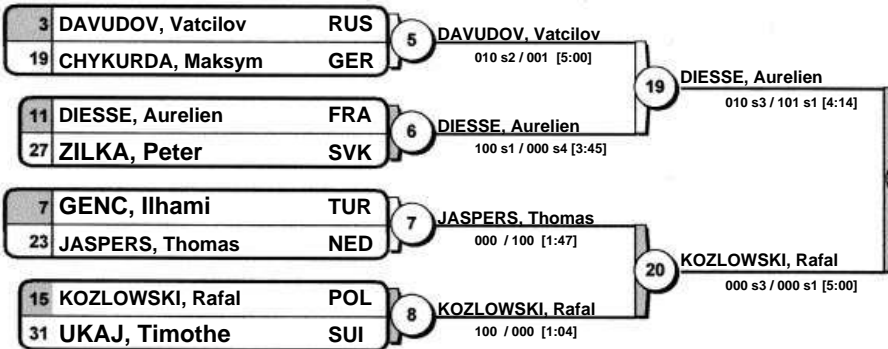 3 DAVUDOV, Vatcilov RUS
19 CHYKURDA, Maksym GER
5
DAVUDOV, Vatcilov
010 s2 / 001 [5:00]
11 DIESSE, Aurelien FRA
27 ZILKA, Peter SVK
6
DIESSE, Aurelien
100 s1 / 000 s4 [3:45]
19
DIESSE, Aurelien
010 s3 / 101 s1 [4:14]
7 GENC, Ilhami TUR
23 JASPERS, Thomas NED
7
JASPERS, Thomas
000 / 100 [1:47]
15 KOZLOWSKI, Rafal POL
31 UKAJ, Timothe SUI
8
KOZLOWSKI, Rafal
100 / 000 [1:04]
20
KOZLOWSKI, Rafal
000 s3 / 000 s1 [5:00]